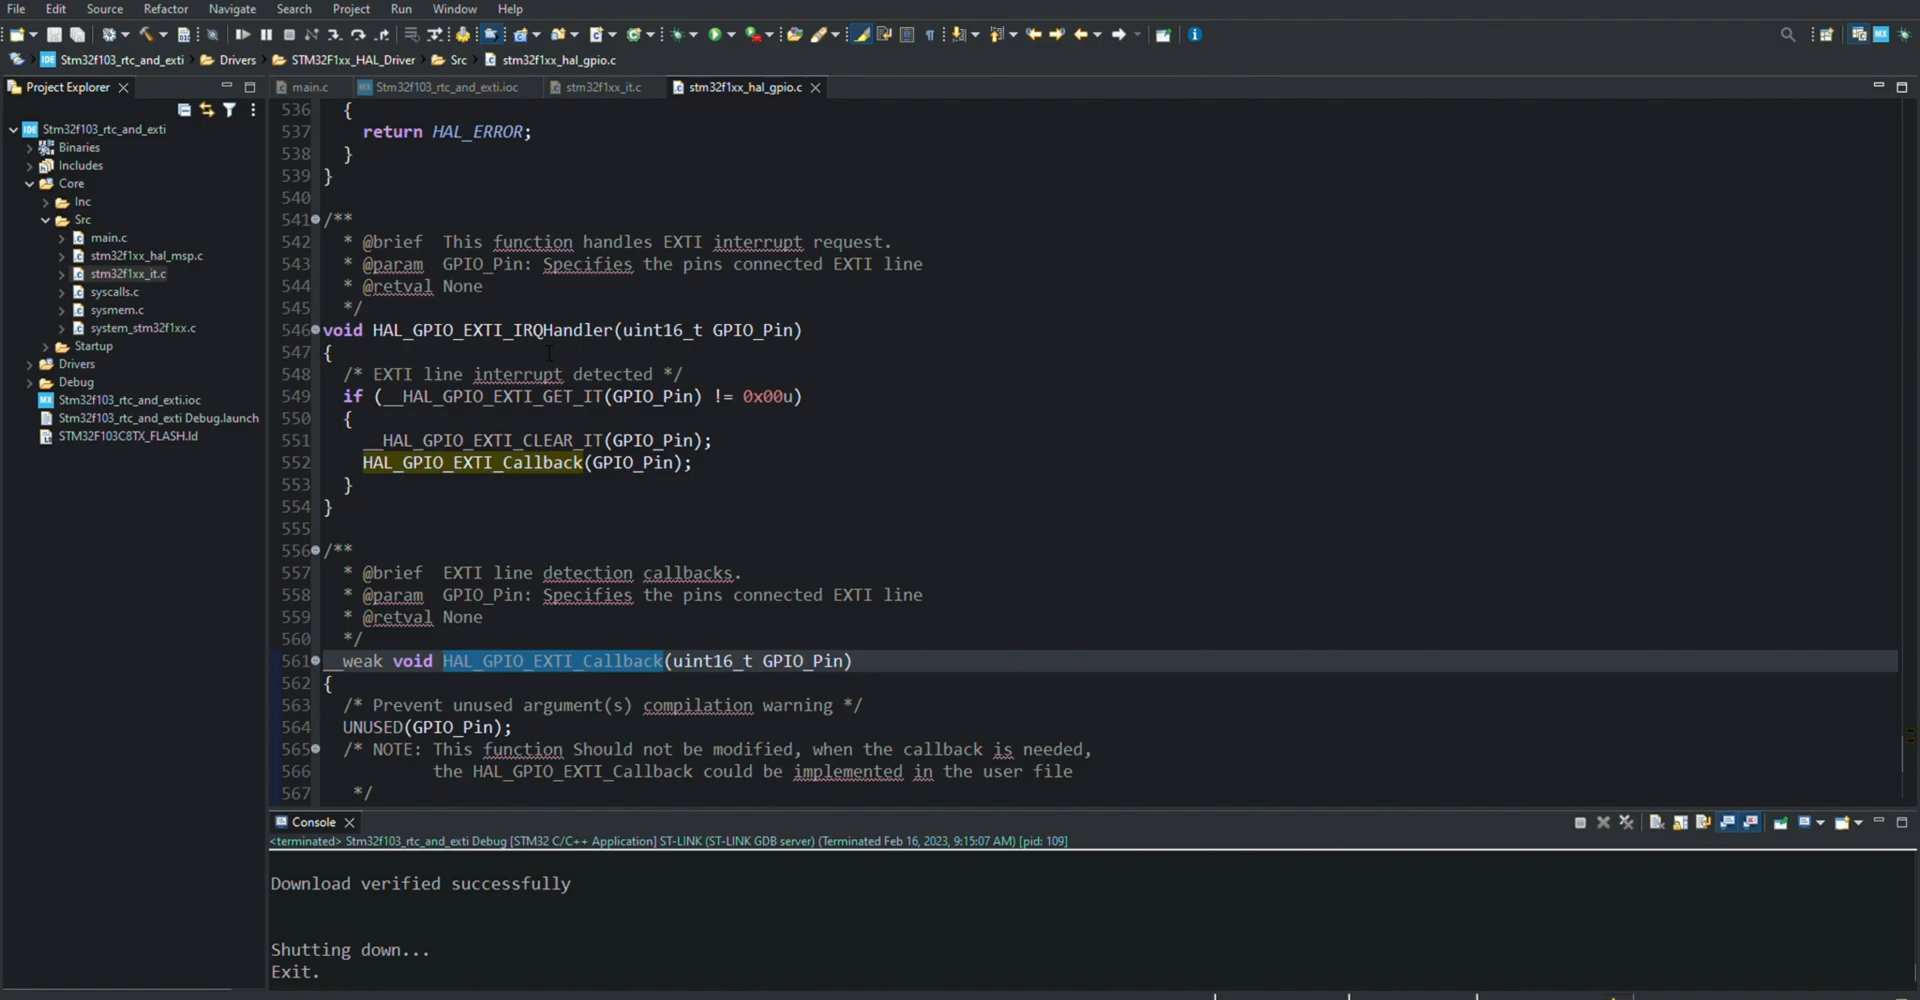 File Edit Source Refactor Navigate Search Project Run Window Help
IDE Stm32f103_rtc_and_exti Drivers STM32F1xx_HAL_Driver Src stm32f1xx_hal_gpio.c
Project Explorer
main.c Stm32f103_rtc_and_exti.ioc stm32f1xx_it.c stm32f1xx_hal_gpio.c
IDE Stm32f103_rtc_and_exti
Binaries
Includes
Core
Inc
Src
main.c
stm32f1xx_hal_msp.c
stm32f1xx_it.c
syscalls.c
sysmem.c
system_stm32f1xx.c
Startup
Drivers
Debug
MX Stm32f103_rtc_and_exti.ioc
Stm32f103_rtc_and_exti Debug.launch
STM32F103C8TX_FLASH.ld
536 {
537 return HAL_ERROR;
538 }
539 }
540
541 /**
542 * @brief This function handles EXTI interrupt request.
543 * @param GPIO_Pin: Specifies the pins connected EXTI line
544 * @retval None
545 */
546 void HAL_GPIO_EXTI_IRQHandler(uint16_t GPIO_Pin)
547 {
548 /* EXTI line interrupt detected */
549 if (__HAL_GPIO_EXTI_GET_IT(GPIO_Pin) != 0x00u)
550 {
551 __HAL_GPIO_EXTI_CLEAR_IT(GPIO_Pin);
552 HAL_GPIO_EXTI_Callback(GPIO_Pin);
553 }
554 }
555
556 /**
557 * @brief EXTI line detection callbacks.
558 * @param GPIO_Pin: Specifies the pins connected EXTI line
559 * @retval None
560 */
561 __weak void HAL_GPIO_EXTI_Callback(uint16_t GPIO_Pin)
562 {
563 /* Prevent unused argument(s) compilation warning */
564 UNUSED(GPIO_Pin);
565 /* NOTE: This function Should not be modified, when the callback is needed,
566 the HAL_GPIO_EXTI_Callback could be implemented in the user file
567 */
Console
<terminated> Stm32f103_rtc_and_exti Debug [STM32 C/C++ Application] ST-LINK (ST-LINK GDB server) (Terminated Feb 16, 2023, 9:15:07 AM) [pid: 109]
Download verified successfully
Shutting down...
Exit.